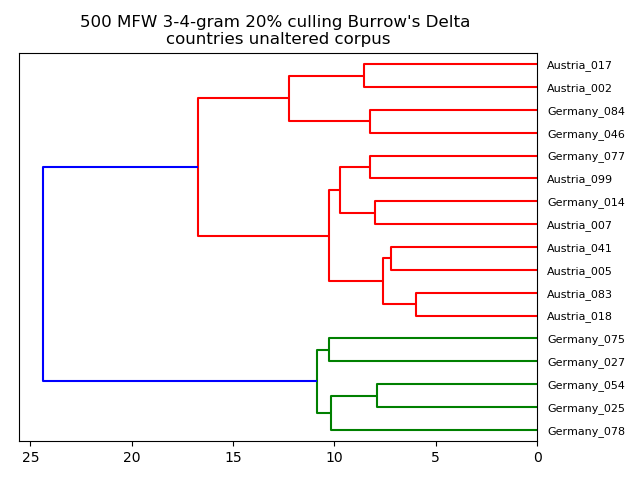 500 MFW 3-4-gram 20% culling Burrow's Delta
countries unaltered corpus
Austria_017
Austria_002
Germany_084
Germany_046
Germany_077
Austria_099
Germany_014
Austria_007
Austria_041
Austria_005
Austria_083
Austria_018
Germany_075
Germany_027
Germany_054
Germany_025
Germany_078
25 20 15 10 5 0